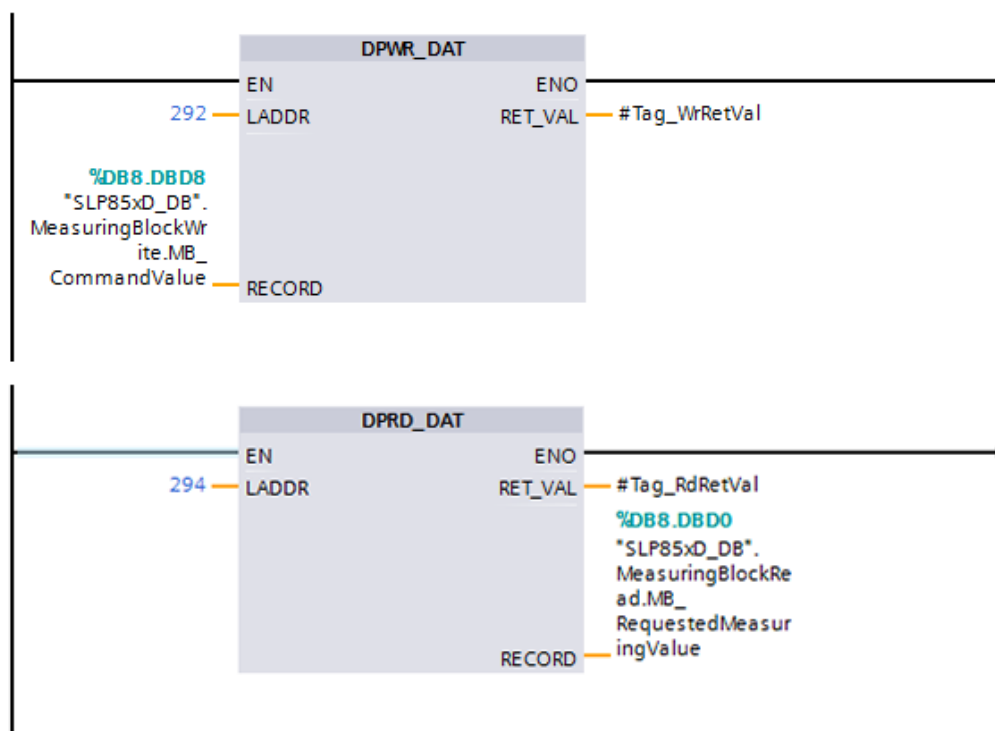 DPWR_DAT
EN
ENO
292
LADDR
RET_VAL
#Tag_WrRetVal
%DB8.DBD8
"SLP85xD_DB".
MeasuringBlockWr
ite.MB_
CommandValue
RECORD
DPRD_DAT
EN
ENO
294
LADDR
RET_VAL
#Tag_RdRetVal
%DB8.DBD0
"SLP85xD_DB".
MeasuringBlockRe
ad.MB_
RequestedMeasur
ingValue
RECORD